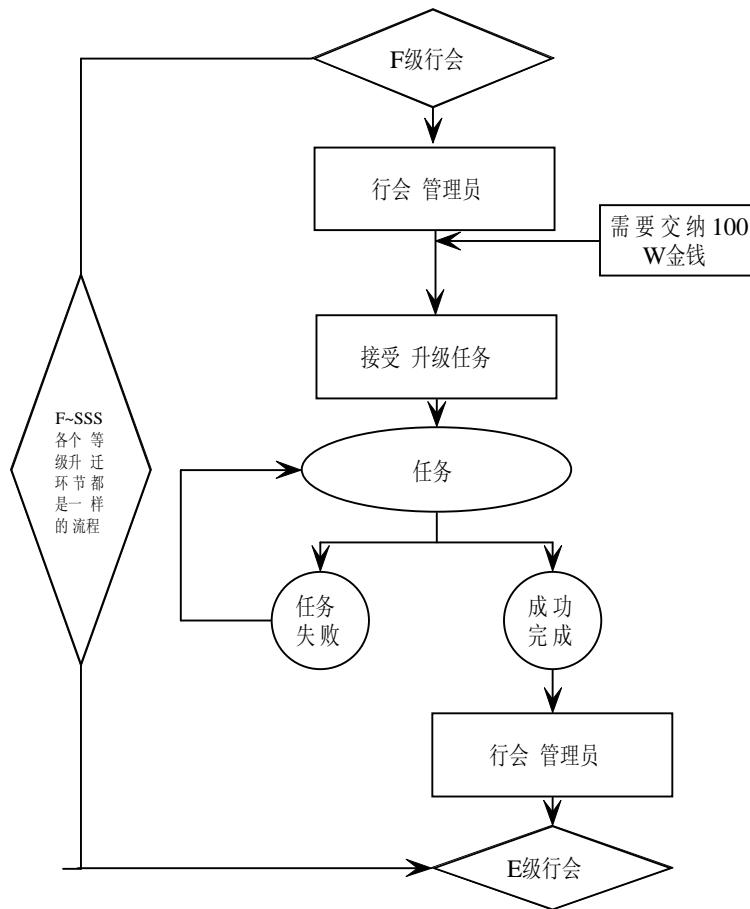 F级行会
行会 管理员
需要交纳100
W金钱
接受 升级任务
F~SSS
各个 等
级升 迁
环节都
是一 样
的 流程
任务
任务
失败
成功
完成
行会 管理员
E级行会